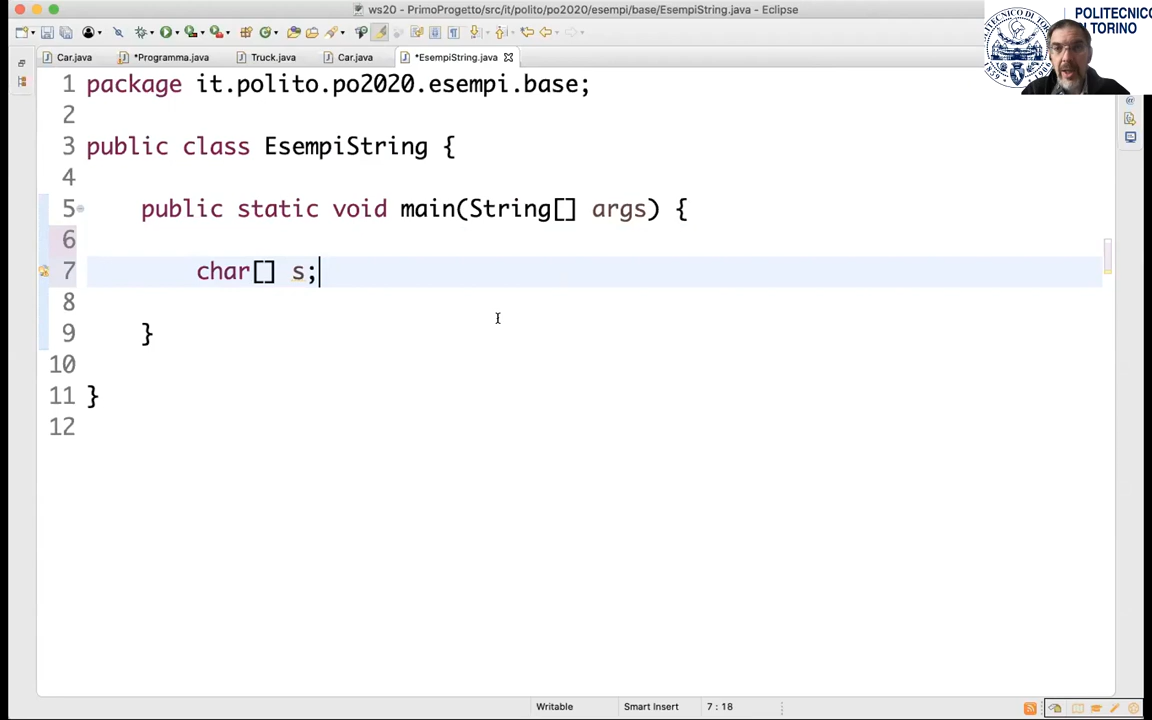 ws20 - PrimoProgetto/src/it/polito/po2020/esempi/base/EsempiString.java - Eclipse
POLITECNICO
DI TORINO
1859
Car.java
*Programma.java
Truck.java
Car.java
*EsempiString.java
1 package it.polito.po2020.esempi.base;
2
3 public class EsempiString {
4
5 public static void main(String[] args) {
6
7 char[] s;
8
9 }
10
11 }
12
Writable
Smart Insert
7 : 18